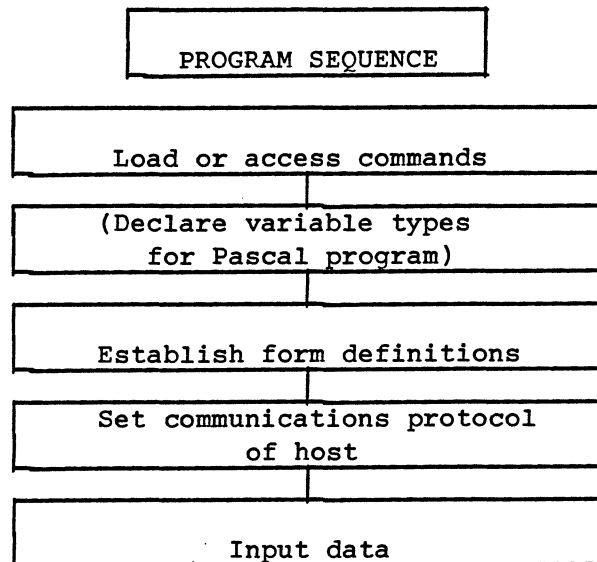 PROGRAM SEQUENCE
Load or access commands
(Declare variable types
for Pascal program)
Establish form definitions
Set communications protocol
of host
Input data